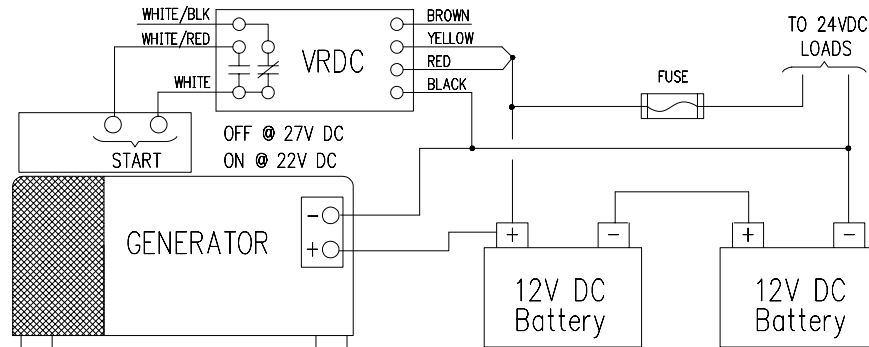 WHITE/BLK
WHITE/RED
WHITE
VRDC
BROWN
YELLOW
RED
BLACK
TO 24VDC
LOADS
FUSE
START
OFF @ 27V DC
ON @ 22V DC
GENERATOR
-
+
+
-
+
-
12V DC
Battery
12V DC
Battery